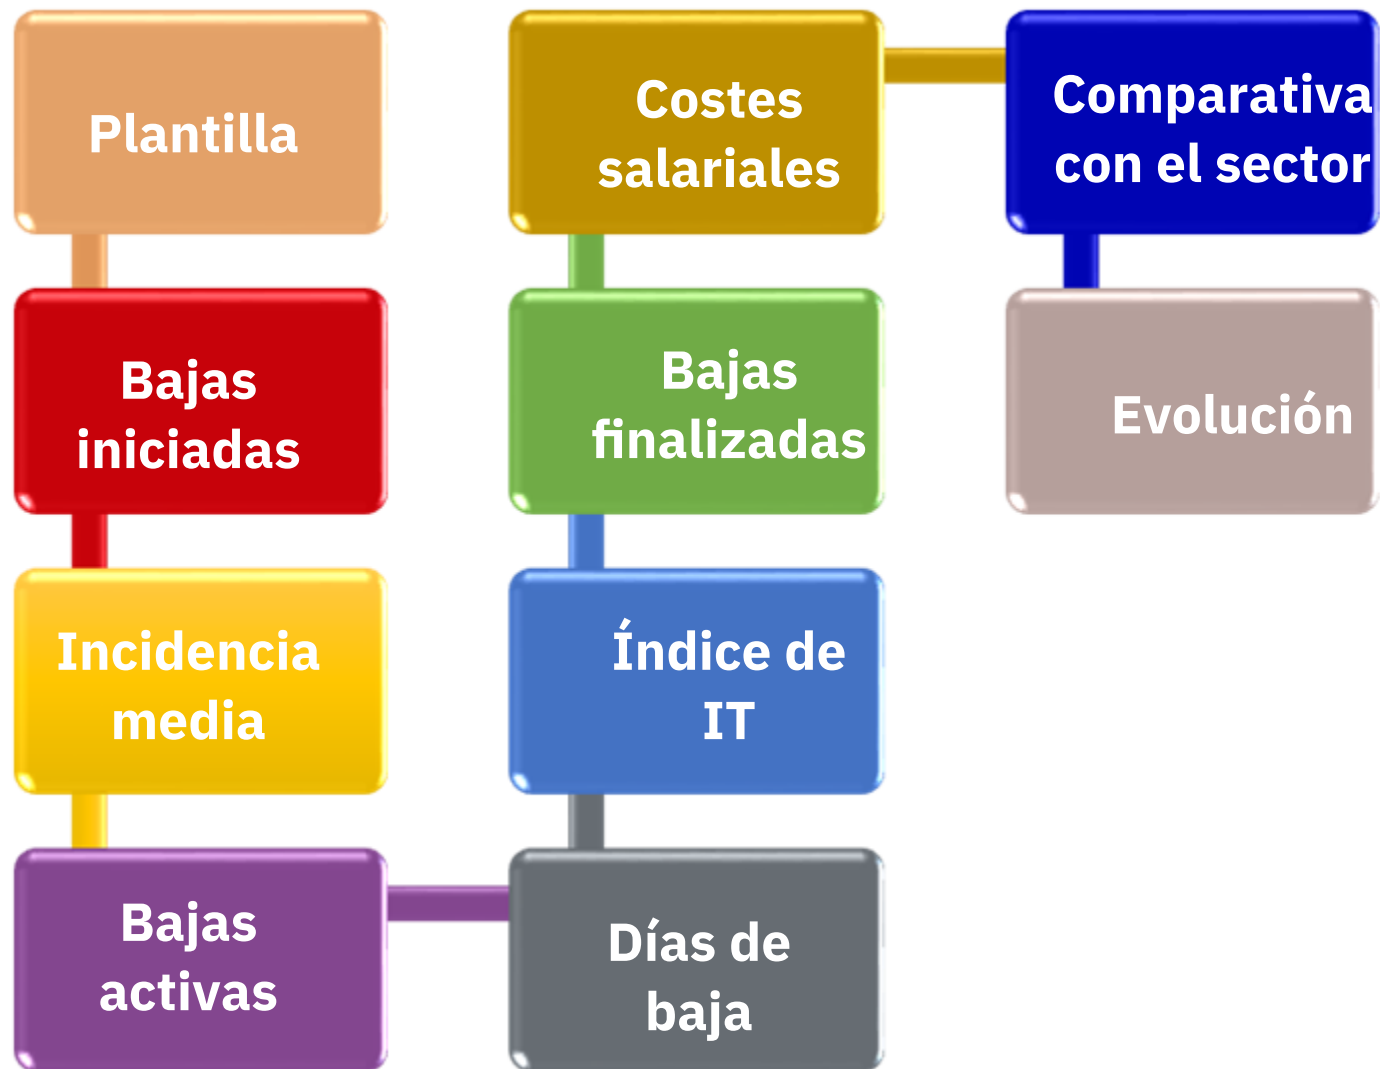 Plantilla
Bajas
iniciadas
Incidencia
media
Bajas
activas
Días de
baja
Índice de
IT
Bajas
finalizadas
Costes
salariales
Comparativa
con el sector
Evolución